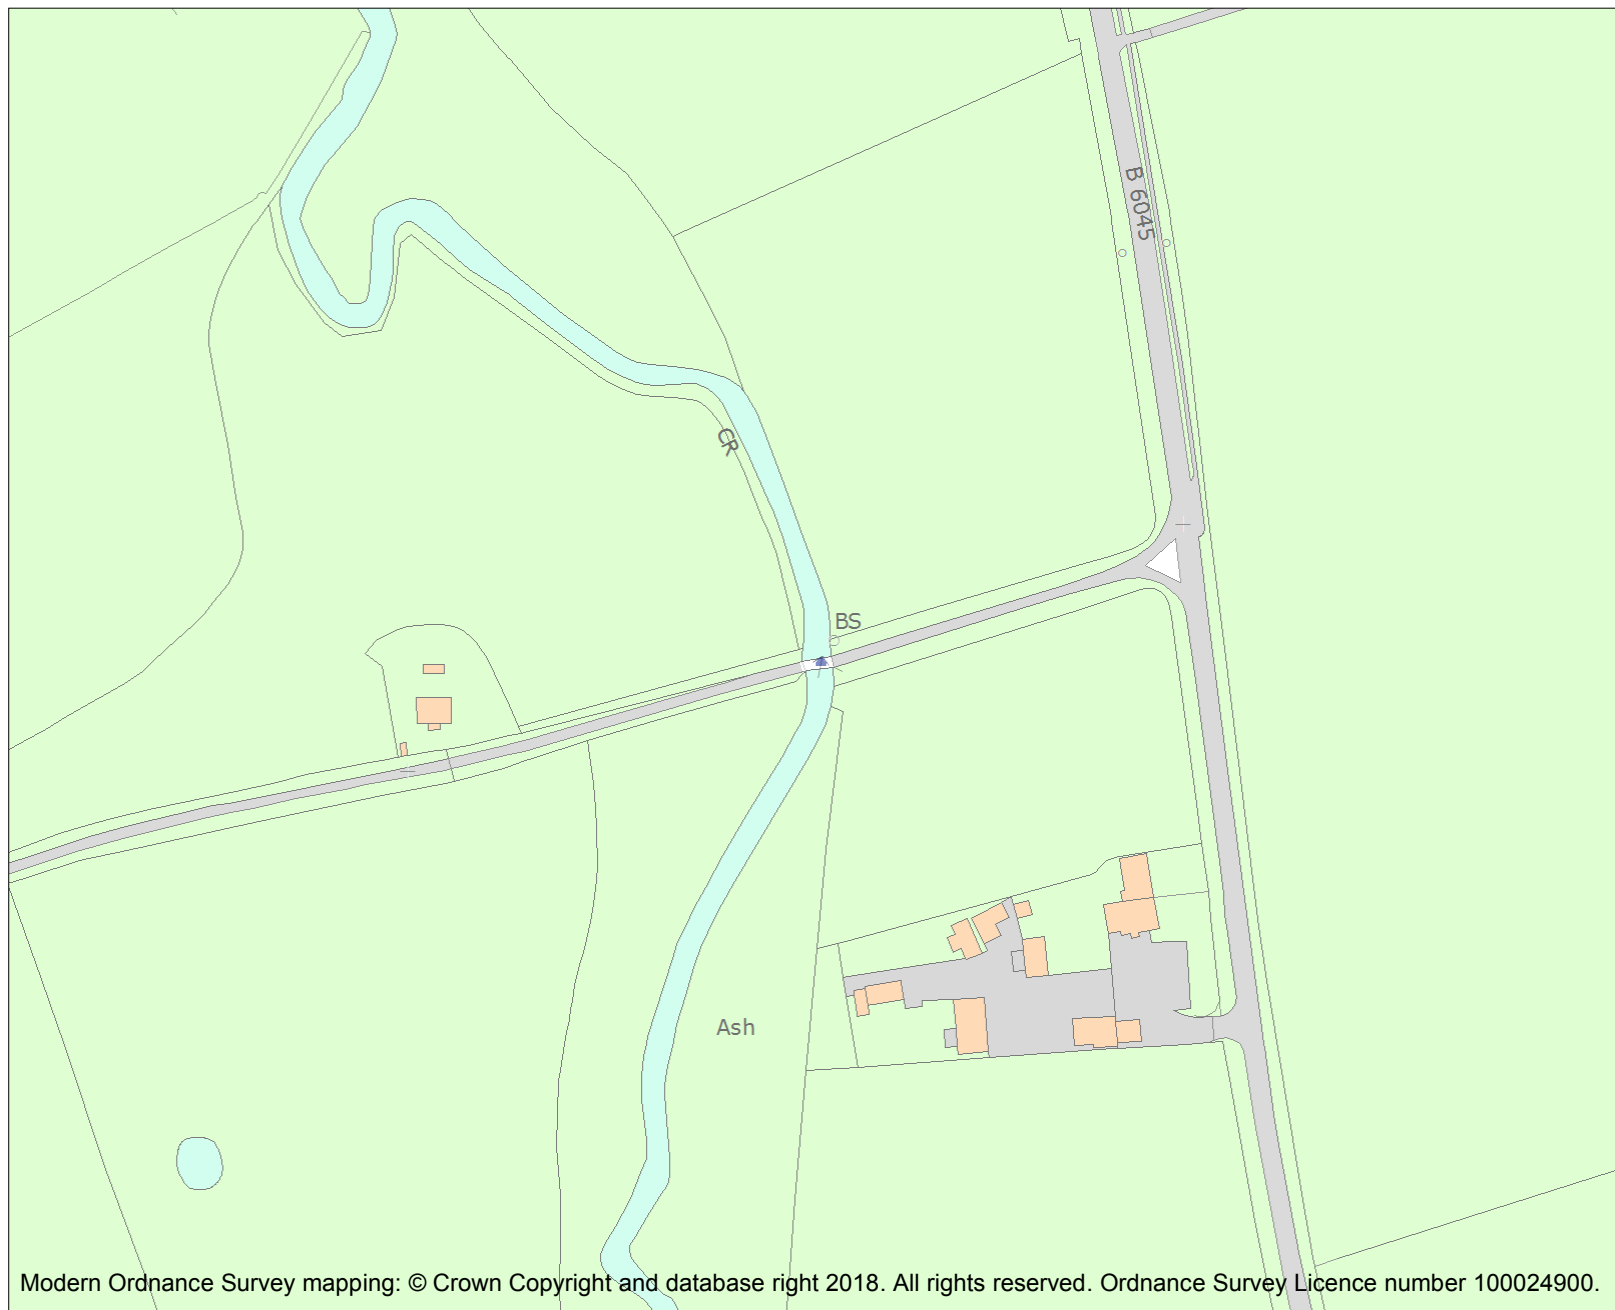 B 6045
CR
BS
Ash
Modern Ordnance Survey mapping: © Crown Copyright and database right 2018. All rights reserved. Ordnance Survey Licence number 100024900.